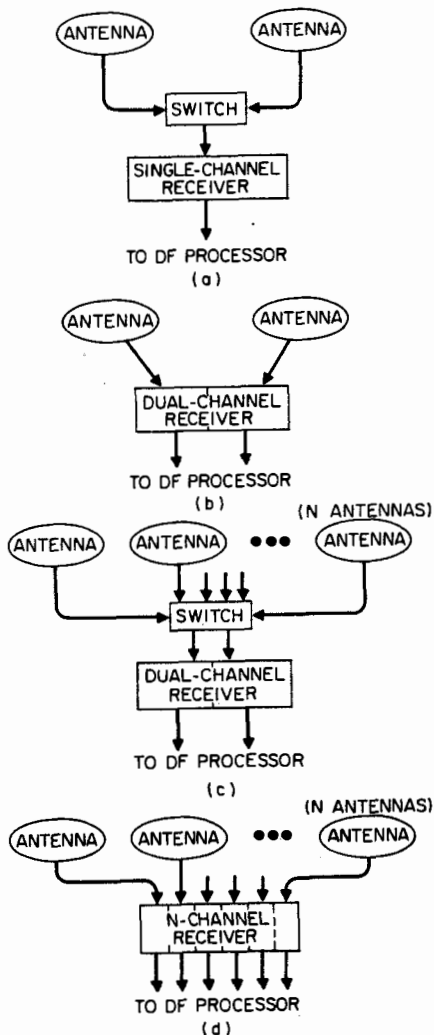 ANTENNA ANTENNA
SWITCH
SINGLE-CHANNEL
RECEIVER
TO DF PROCESSOR
(a)
ANTENNA ANTENNA
DUAL-CHANNEL
RECEIVER
TO DF PROCESSOR
(b)
(N ANTENNAS)
ANTENNA ANTENNA ANTENNA
SWITCH
DUAL-CHANNEL
RECEIVER
TO DF PROCESSOR
(c)
(N ANTENNAS)
ANTENNA ANTENNA ANTENNA
N-CHANNEL
RECEIVER
TO DF PROCESSOR
(d)